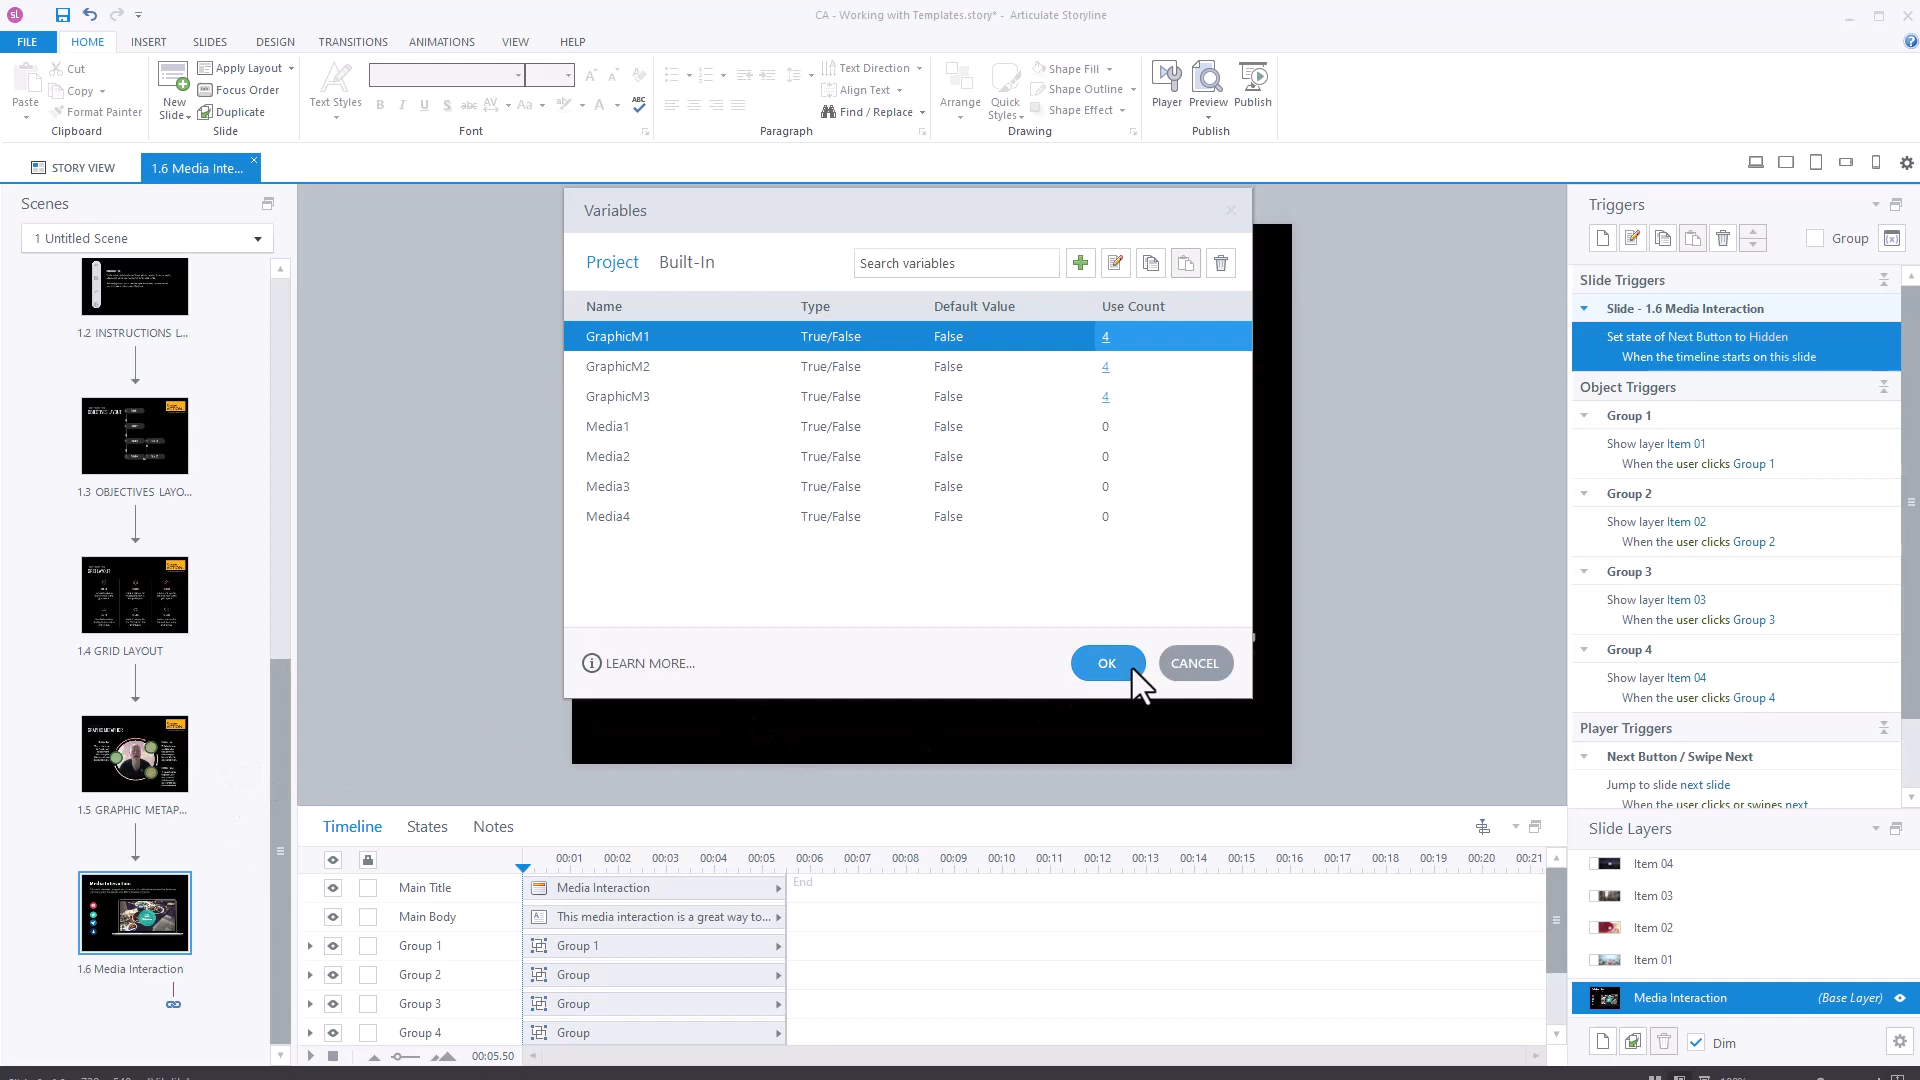 CA - Working with Templates.story* - Articulate Storyline
FILE
HOME
INSERT
SLIDES
DESIGN
TRANSITIONS
ANIMATIONS
VIEW
HELP
Paste
Cut
Copy
Format Painter
Clipboard
New Slide
Apply Layout
Focus Order
Duplicate
Slide
Text Styles
Font
Text Direction
Align Text
Find / Replace
Paragraph
Arrange
Quick Styles
Shape Fill
Shape Outline
Shape Effect
Drawing
Player
Preview
Publish
Publish
STORY VIEW
1.6 Media Inte...
Scenes
1 Untitled Scene
1.2 INSTRUCTIONS L...
1.3 OBJECTIVES LAYO...
1.4 GRID LAYOUT
1.5 GRAPHIC METAP...
1.6 Media Interaction
Variables
Project
Built-In
Search variables
Name Type Default Value Use Count
GraphicM1 True/False False 4
GraphicM2 True/False False 4
GraphicM3 True/False False 4
Media1 True/False False 0
Media2 True/False False 0
Media3 True/False False 0
Media4 True/False False 0
LEARN MORE...
OK
CANCEL
Triggers
Group
Slide Triggers
Slide - 1.6 Media Interaction
Set state of Next Button to Hidden
When the timeline starts on this slide
Object Triggers
Group 1
Show layer Item 01
When the user clicks Group 1
Group 2
Show layer Item 02
When the user clicks Group 2
Group 3
Show layer Item 03
When the user clicks Group 3
Group 4
Show layer Item 04
When the user clicks Group 4
Player Triggers
Next Button / Swipe Next
Jump to slide next slide
When the user clicks or swipes next
Slide Layers
Item 04
Item 03
Item 02
Item 01
Media Interaction (Base Layer)
Dim
Timeline
States
Notes
00:01 00:02 00:03 00:04 00:05 00:06 00:07 00:08 00:09 00:10 00:11 00:12 00:13 00:14 00:15 00:16 00:17 00:18 00:19 00:20 00:21
Main Title Media Interaction End
Main Body This media interaction is a great way to...
Group 1 Group 1
Group 2 Group
Group 3 Group
Group 4 Group
00:05.50